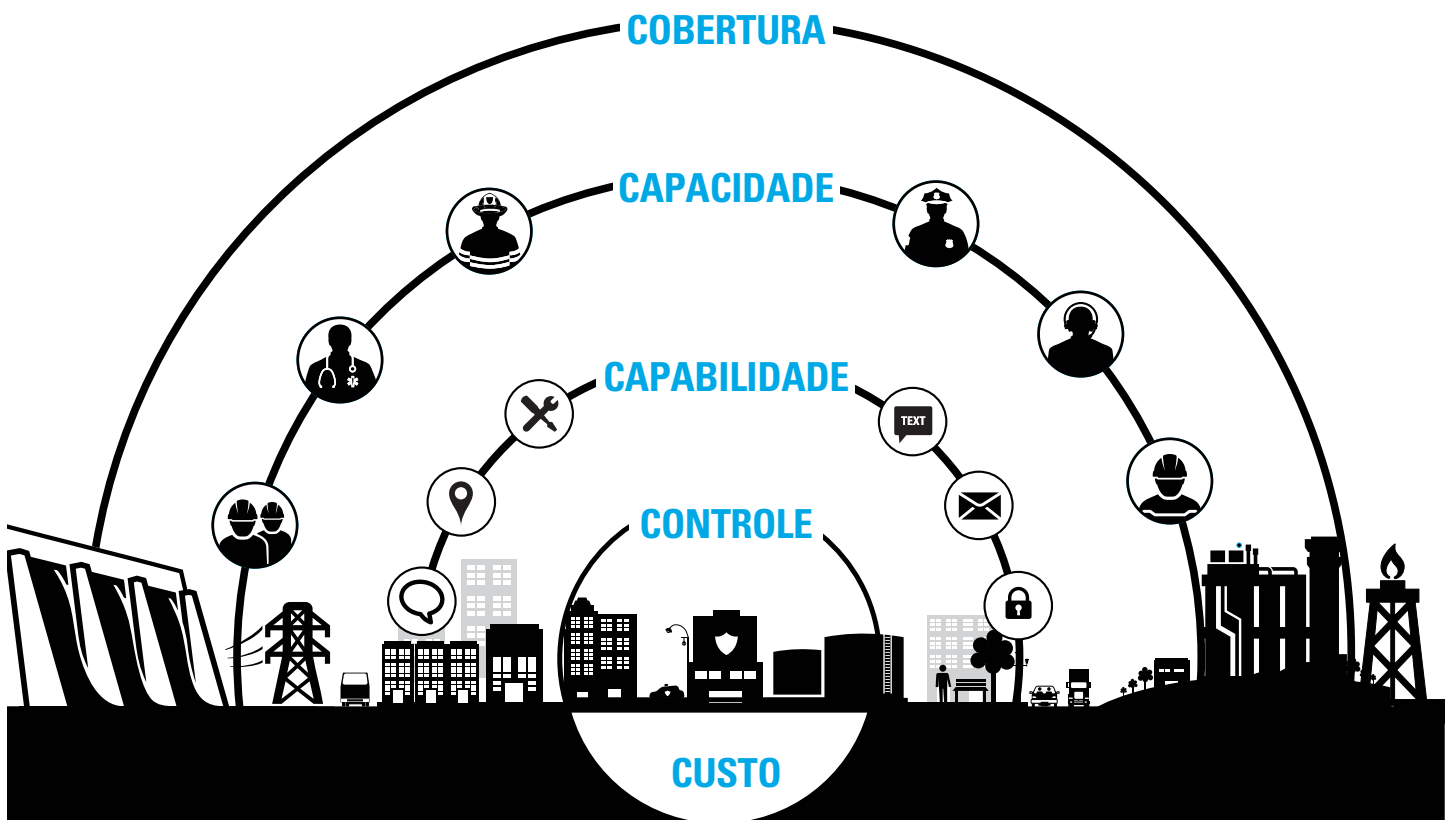 COBERTURA
CAPACIDADE
CAPABILIDADE
TEXT
CONTROLE
CUSTO